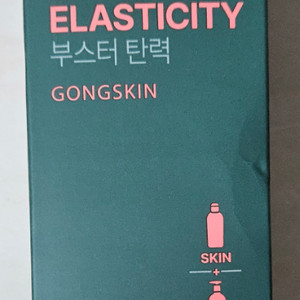 ELASTICITY
부스터 탄력
GONGSKIN
SKIN
+